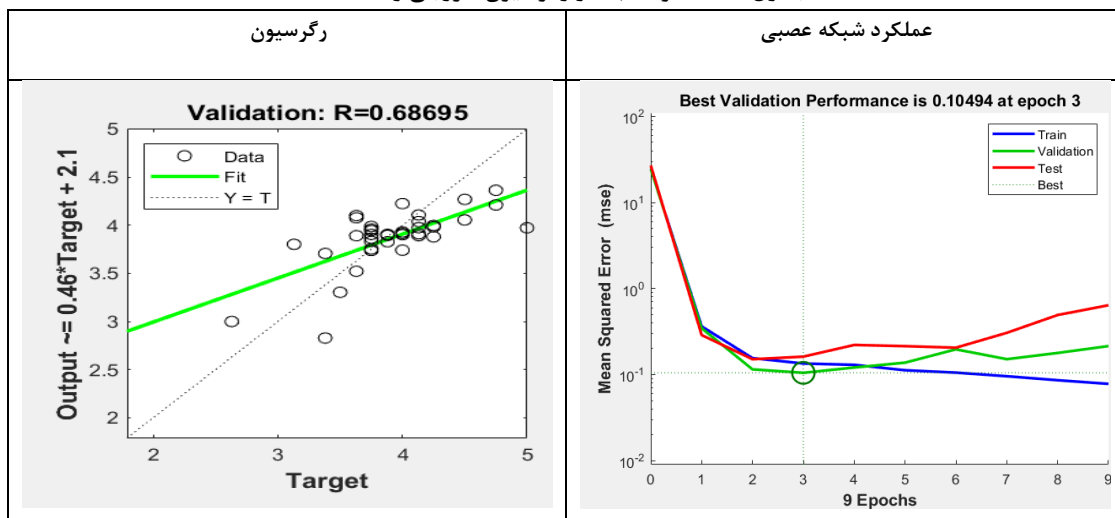 رگرسیون
عملکرد شبکه عصبی
Validation: R=0.68695
Output ~= 0.46*Target + 2.1
5
4.5
4
3.5
3
2.5
2
Data
Fit
Y = T
2
3
4
5
Target
Best Validation Performance is 0.10494 at epoch 3
Mean Squared Error (mse)
10²
10¹
10⁰
10⁻¹
10⁻²
Train
Validation
Test
Best
0 1 2 3 4 5 6 7 8 9
9 Epochs